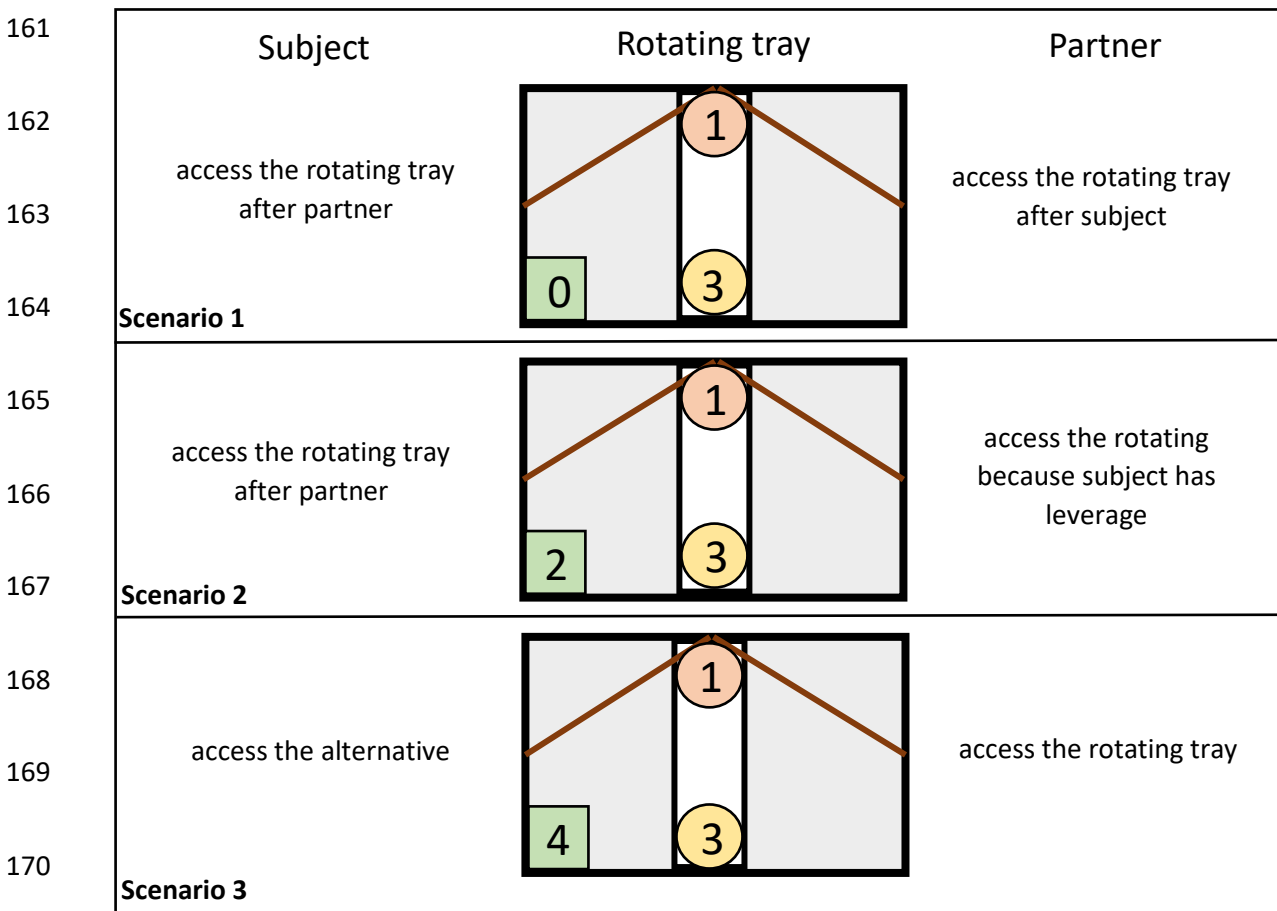 161
Subject Rotating tray Partner
162
1
access the rotating tray
after partner
access the rotating tray
after subject
163
0 3
164
Scenario 1
165
1
access the rotating tray
after partner
access the rotating
because subject has
leverage
166
2 3
167
Scenario 2
168
1
access the alternative
access the rotating tray
169
4 3
170
Scenario 3